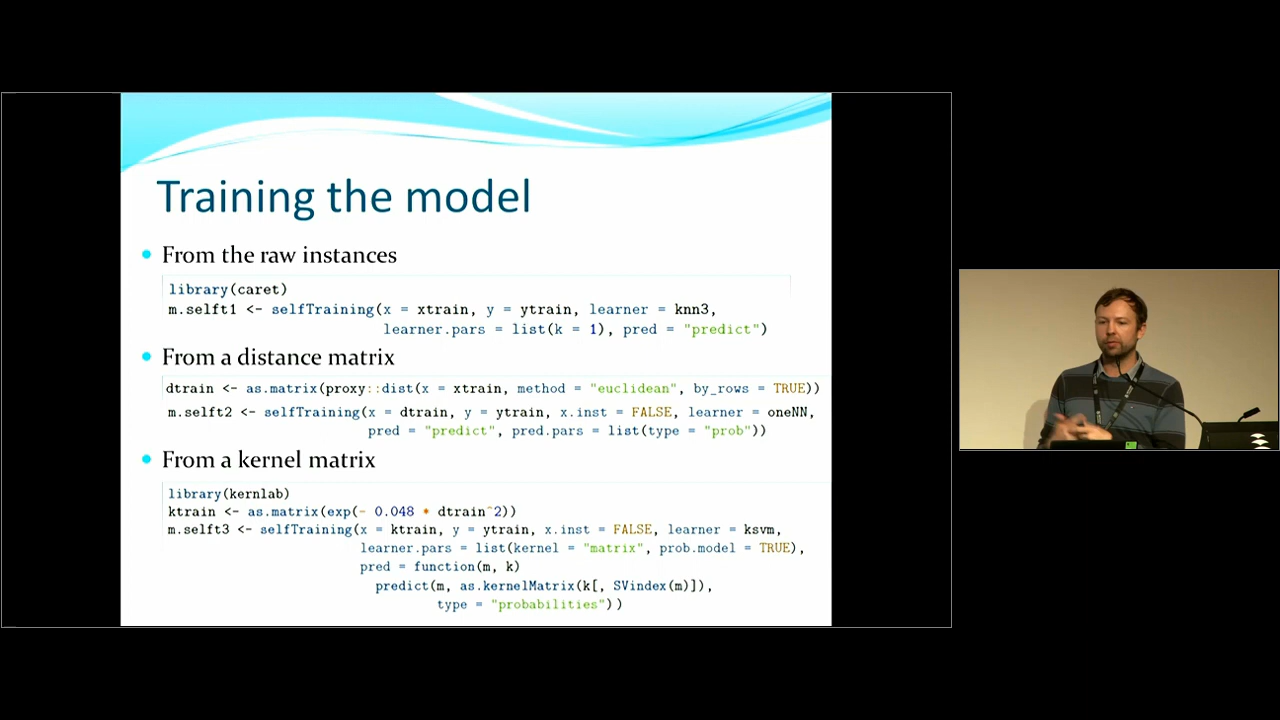 Training the model
From the raw instances
library(caret)
m.selft1 <- selfTraining(x = xtrain, y = ytrain, learner = knn3,
learner.pars = list(k = 1), pred = "predict")
From a distance matrix
dtrain <- as.matrix(proxy::dist(x = xtrain, method = "euclidean", by_rows = TRUE))
m.selft2 <- selfTraining(x = dtrain, y = ytrain, x.inst = FALSE, learner = oneNN,
pred = "predict", pred.pars = list(type = "prob"))
From a kernel matrix
library(kernlab)
ktrain <- as.matrix(exp(- 0.048 * dtrain^2))
m.selft3 <- selfTraining(x = ktrain, y = ytrain, x.inst = FALSE, learner = ksvm,
learner.pars = list(kernel = "matrix", prob.model = TRUE),
pred = function(m, k)
predict(m, as.kernelMatrix(k[, SVindex(m)]),
type = "probabilities"))